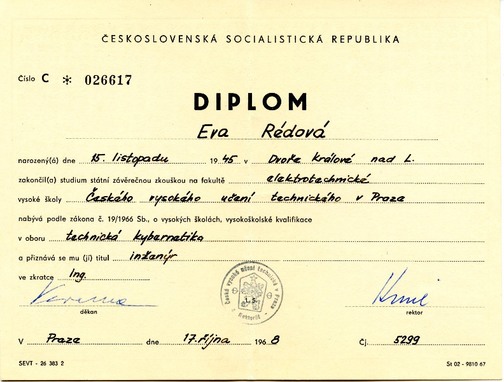 ČESKOSLOVENSKÁ SOCIALISTICKÁ REPUBLIKA
Číslo C * 026617
DIPLOM
Eva Rédová
narozený(á) dne 15. listopadu 1945 v Dvoře Králové nad L.
zakončil(a) studium státní závěrečnou zkouškou na fakultě elektrotechnické
vysoké školy Českého vysokého učení technického v Praze
nabývá podle zákona č. 19/1966 Sb., o vysokých školách, vysokoškolské kvalifikace
v oboru technická kybernetika
a přiznává se mu (jí) titul inženýr
ve zkratce Ing.
L.S.
děkan
rektor
V Praze dne 17. října 1968 Čj. 5299
SEVT - 26 383 2 St 02 - 9810 67